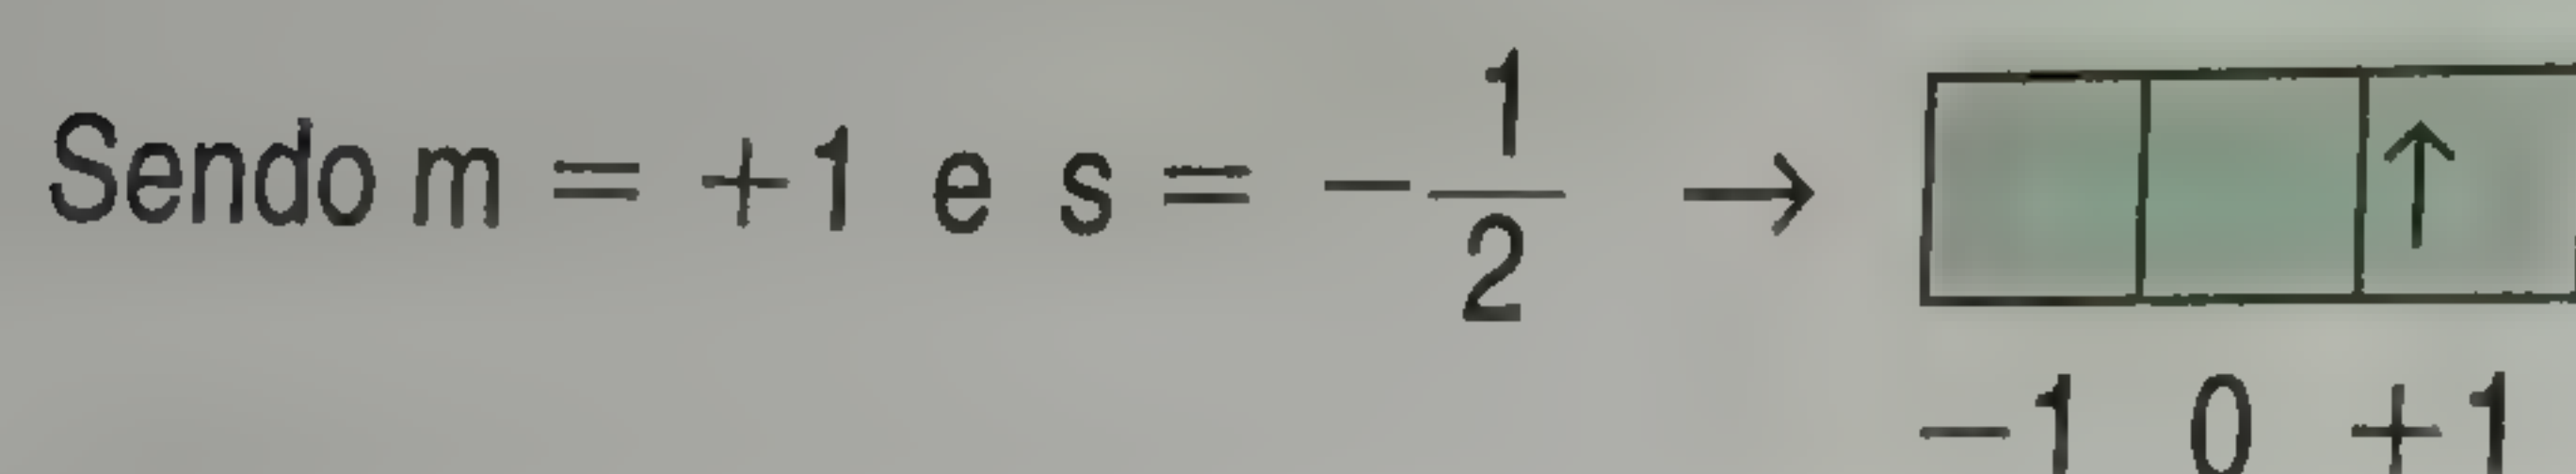 Sendo m = +1 e s = -1/2 → ↑
-1 0 +1